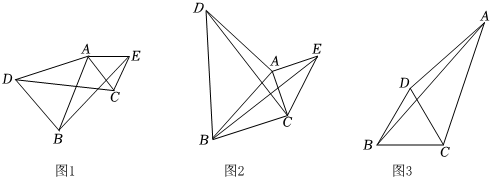 A E D C B
D A E B C
A D B C
图1 图2 图3